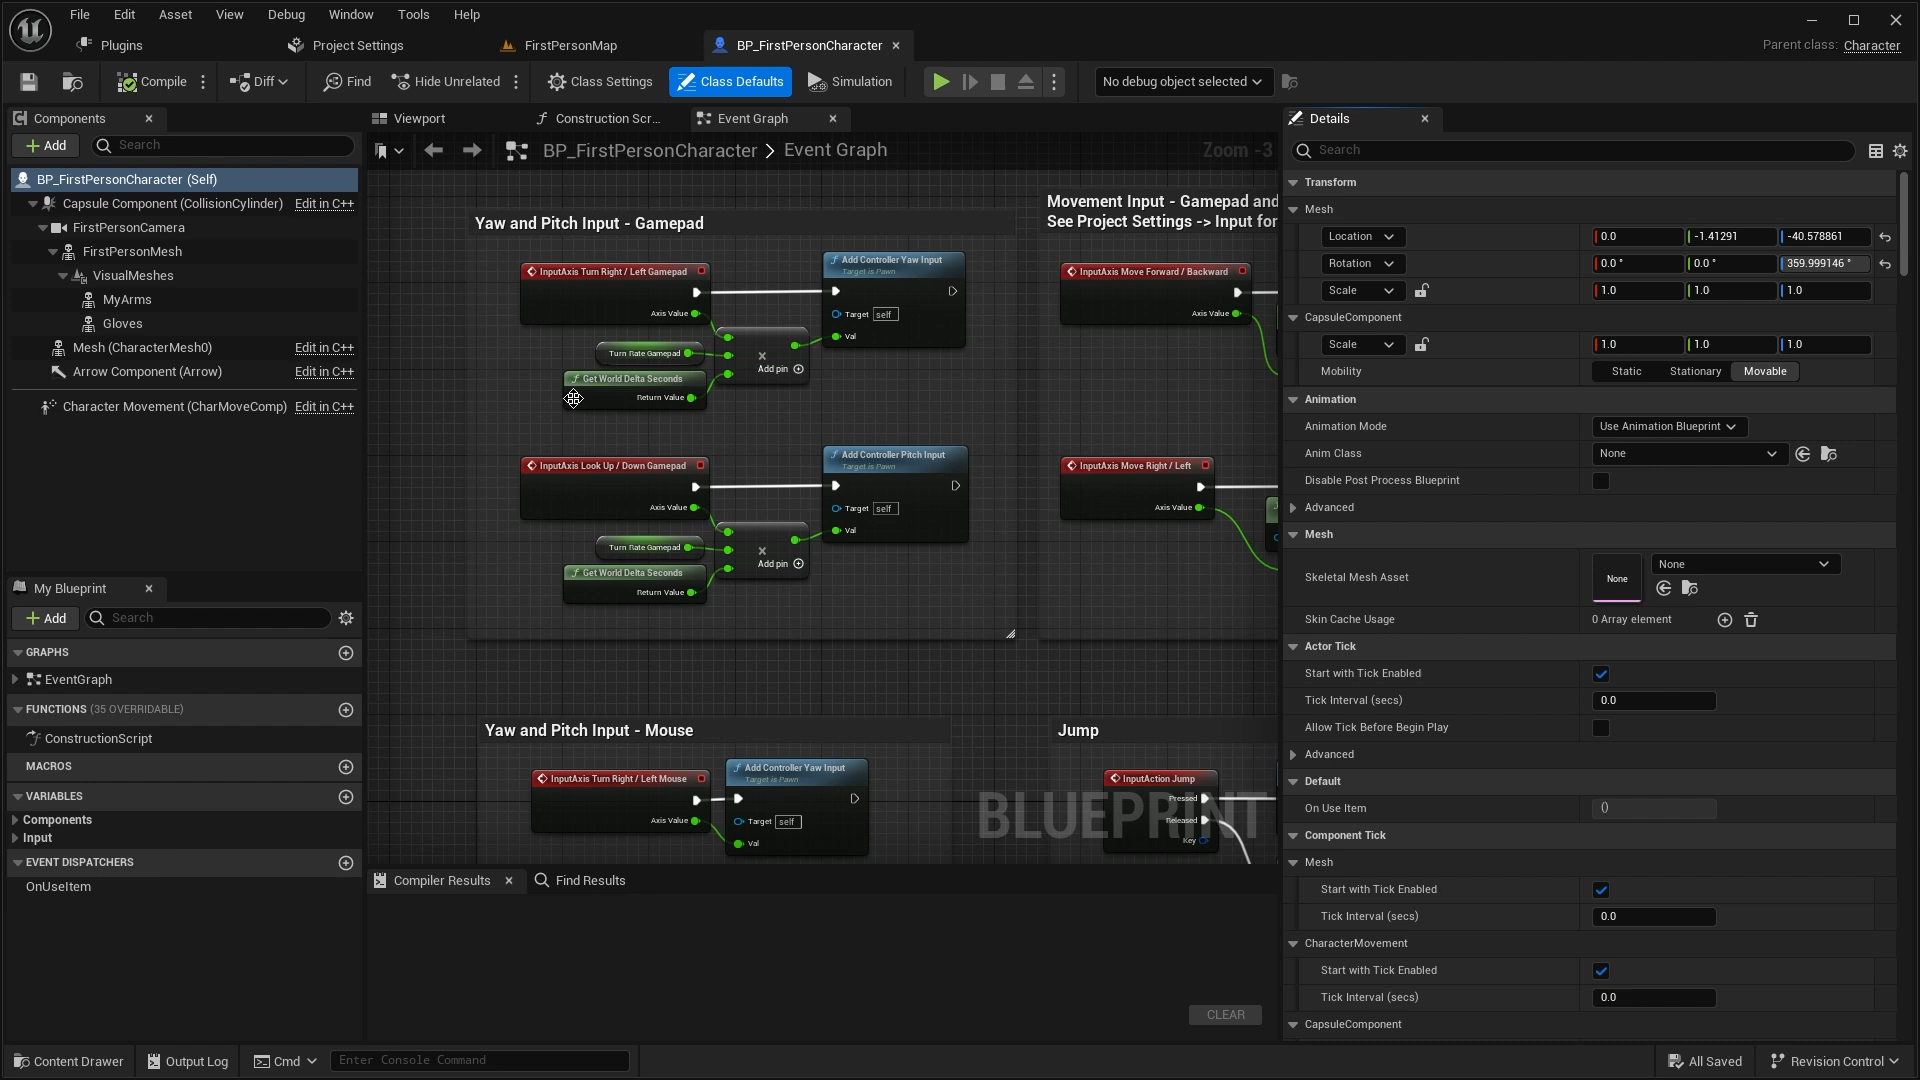 File Edit Asset View Debug Window Tools Help
Plugins Project Settings FirstPersonMap BP_FirstPersonCharacter
Parent class: Character
Compile Diff Find Hide Unrelated Class Settings Class Defaults Simulation No debug object selected
Components
Add Search
BP_FirstPersonCharacter (Self)
Capsule Component (CollisionCylinder) Edit in C++
FirstPersonCamera
FirstPersonMesh
VisualMeshes
MyArms
Gloves
Mesh (CharacterMesh0) Edit in C++
Arrow Component (Arrow) Edit in C++
Character Movement (CharMoveComp) Edit in C++
My Blueprint
Add Search
GRAPHS
EventGraph
FUNCTIONS (35 OVERRIDABLE)
ConstructionScript
MACROS
VARIABLES
Components
Input
EVENT DISPATCHERS
OnUseItem
Viewport Construction Scr... Event Graph
BP_FirstPersonCharacter > Event Graph Zoom -3
Yaw and Pitch Input - Gamepad
InputAxis Turn Right / Left Gamepad
Axis Value
Turn Rate Gamepad
Get World Delta Seconds
Return Value
Add pin
Add Controller Yaw Input
Target is Pawn
Target self
Val
InputAxis Look Up / Down Gamepad
Axis Value
Turn Rate Gamepad
Get World Delta Seconds
Return Value
Add pin
Add Controller Pitch Input
Target is Pawn
Target self
Val
Movement Input - Gamepad and
See Project Settings -> Input for
InputAxis Move Forward / Backward
Axis Value
InputAxis Move Right / Left
Axis Value
Yaw and Pitch Input - Mouse
InputAxis Turn Right / Left Mouse
Axis Value
Add Controller Yaw Input
Target is Pawn
Target self
Val
Jump
InputAction Jump
Pressed
Released
Key
BLUEPRINT
Compiler Results Find Results
CLEAR
Details
Search
Transform
Mesh
Location 0.0 -1.41291 -40.578861
Rotation 0.0 ° 0.0 ° 359.999146 °
Scale 1.0 1.0 1.0
CapsuleComponent
Scale 1.0 1.0 1.0
Mobility Static Stationary Movable
Animation
Animation Mode Use Animation Blueprint
Anim Class None
Disable Post Process Blueprint
Advanced
Mesh
Skeletal Mesh Asset None None
Skin Cache Usage 0 Array element
Actor Tick
Start with Tick Enabled
Tick Interval (secs) 0.0
Allow Tick Before Begin Play
Advanced
Default
On Use Item ()
Component Tick
Mesh
Start with Tick Enabled
Tick Interval (secs) 0.0
CharacterMovement
Start with Tick Enabled
Tick Interval (secs) 0.0
CapsuleComponent
Content Drawer Output Log Cmd Enter Console Command All Saved Revision Control